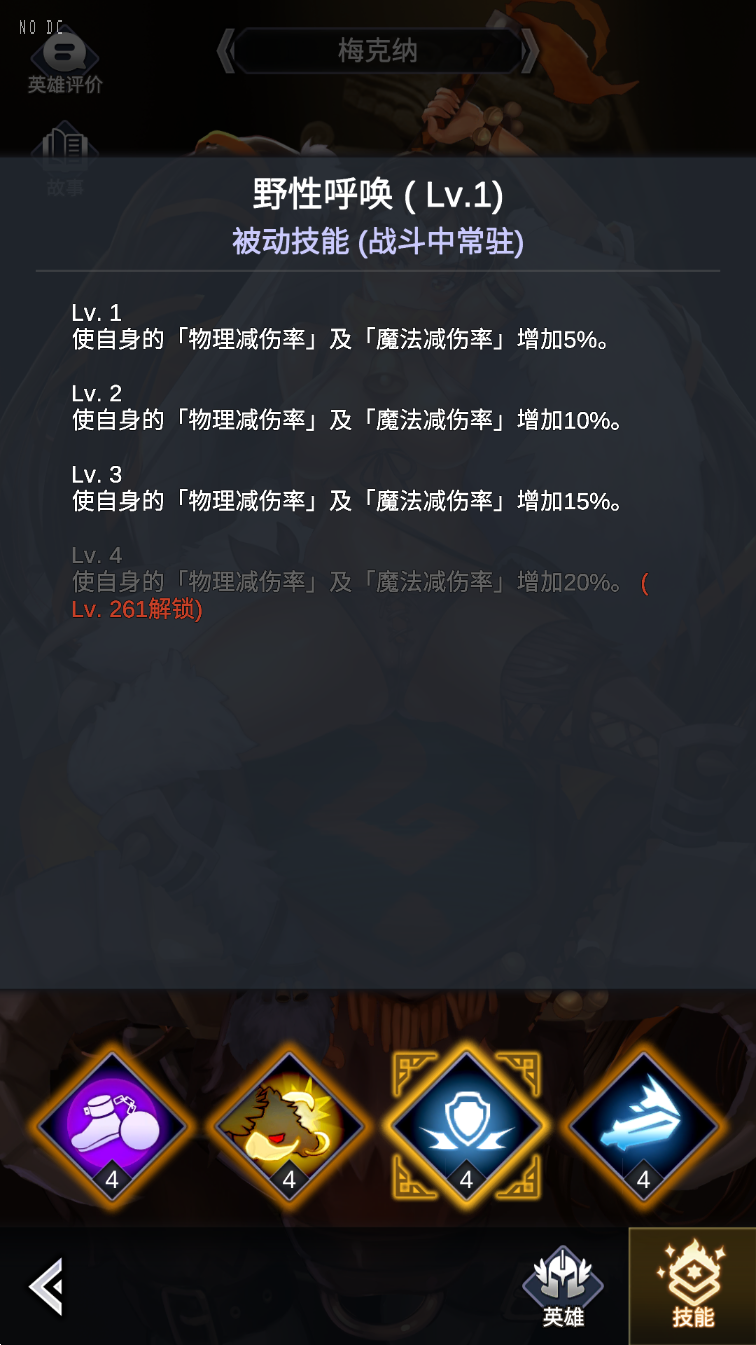 NO DC
梅克纳
英雄评价
故事
野性呼唤 ( Lv.1)
被动技能 (战斗中常驻)
Lv. 1
使自身的「物理减伤率」及「魔法减伤率」增加5%。
Lv. 2
使自身的「物理减伤率」及「魔法减伤率」增加10%。
Lv. 3
使自身的「物理减伤率」及「魔法减伤率」增加15%。
Lv. 4
使自身的「物理减伤率」及「魔法减伤率」增加20%。 (
Lv. 261解锁)
4
4
4
4
英雄
技能